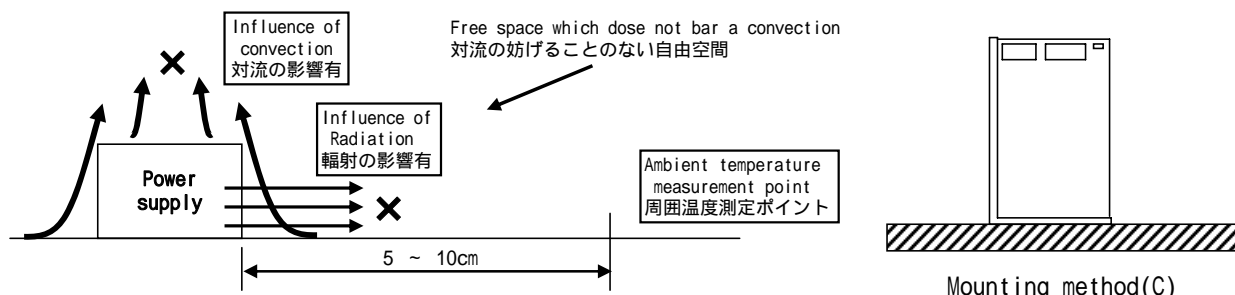 Influence of
convection
対流の影響有
Free space which dose not bar a convection
対流の妨げることのない自由空間
Influence of
Radiation
輻射の影響有
Power
supply
Ambient temperature
measurement point
周囲温度測定ポイント
5 ~ 10cm
Mounting method(C)